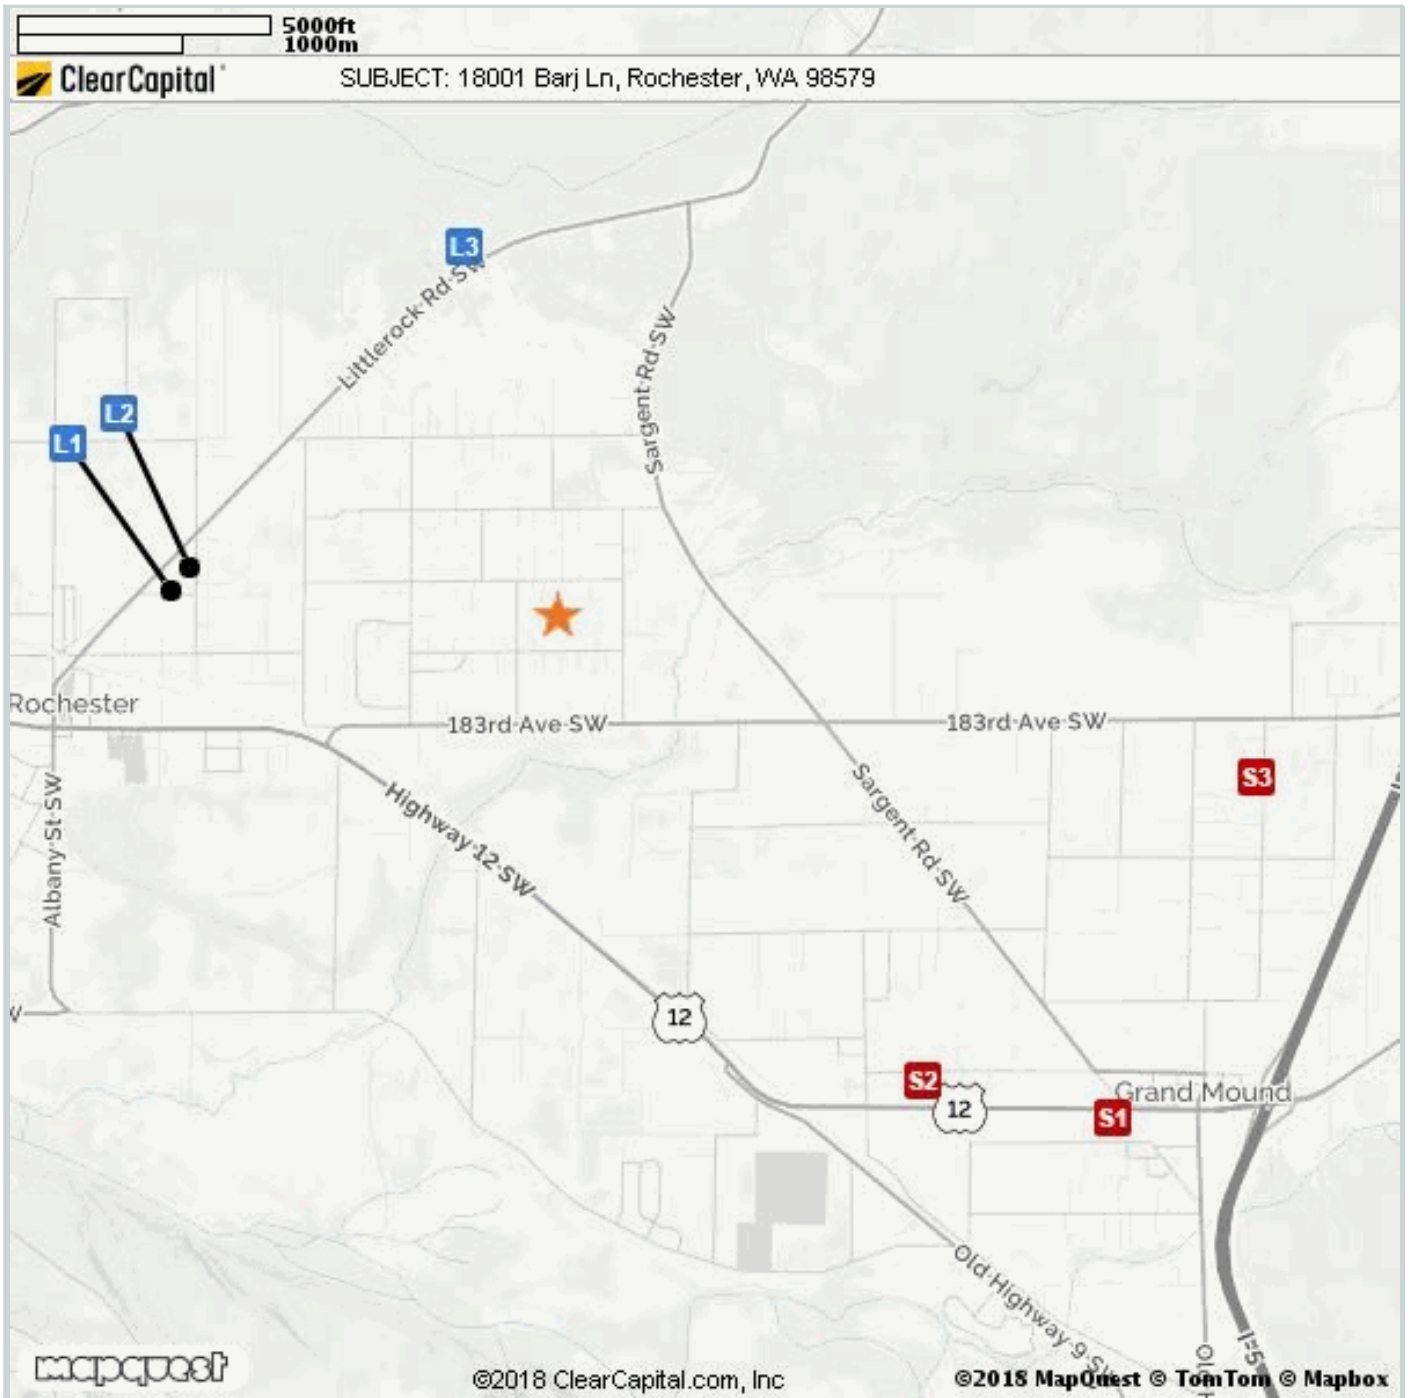 5000ft
1000m
ClearCapital
SUBJECT: 18001 Barj Ln, Rochester, WA 98579
L3
Littlerock Rd SW
Sargent Rd SW
L2
L1
Rochester
183rd Ave SW
183rd Ave SW
S3
Sargent Rd SW
Highway 12 SW
Albany St SW
12
S2
Grand Mound
12
S1
Old Highway 9 SW
I-5
mapquest
©2018 ClearCapital.com, Inc
©2018 MapQuest © TomTom © Mapbox